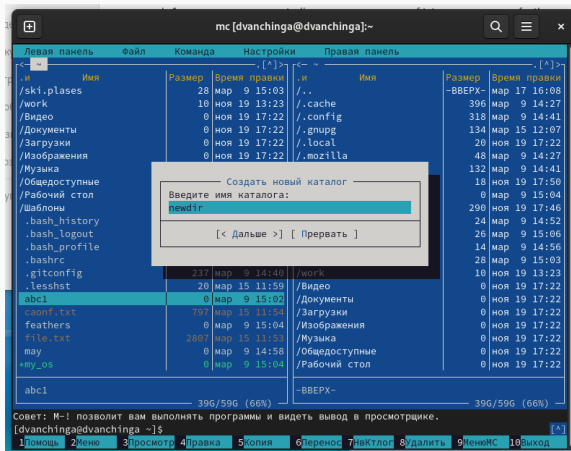 mc [dvanchinga@dvanchinga]:~
Левая панель Файл Команда Настройки Правая панель
<─ ~ .[^]> <─ ~ .[^]>
.и Имя Размер Время правки .и Имя Размер Время правки
/ski.plases 28 мар 9 15:03 /.. -ВВЕРХ- мар 17 16:08
/work 10 ноя 19 13:23 /.cache 396 мар 9 14:27
/Видео 0 ноя 19 17:22 /.config 318 мар 9 14:41
/Документы 0 ноя 19 17:22 /.gnupg 134 мар 15 12:07
/Загрузки 0 ноя 19 17:22 /.local 20 ноя 19 17:22
/Изображения 0 ноя 19 17:22 /.mozilla 48 мар 9 14:27
/Музыка 132 мар 9 14:41
/Общедоступные 18 ноя 19 17:50
/Рабочий стол 0 мар 9 15:04
/Шаблоны 290 ноя 19 17:46
.bash_history 24 мар 9 14:52
.bash_logout 26 мар 9 15:06
.bash_profile 14 мар 9 14:56
.bashrc 28 мар 9 15:03
Создать новый каталог
Введите имя каталога:
newdir
[< Дальше >] [ Прервать ]
.gitconfig 237 мар 9 14:40 /work 10 ноя 19 13:23
.lesshst 20 мар 15 11:59 /Видео 0 ноя 19 17:22
abc1 0 мар 9 15:02 /Документы 0 ноя 19 17:22
caonf.txt 797 мар 15 11:54 /Загрузки 0 ноя 19 17:22
feathers 0 мар 9 15:04 /Изображения 0 ноя 19 17:22
file.txt 2807 мар 15 11:53 /Музыка 0 ноя 19 17:22
may 0 мар 9 14:58 /Общедоступные 0 ноя 19 17:22
*my_os 0 мар 9 15:04 /Рабочий стол 0 ноя 19 17:22
abc1 -ВВЕРХ-
39G/59G (66%) 39G/59G (66%)
Совет: M-! позволит вам выполнять программы и видеть вывод в просмотрщике.
[dvanchinga@dvanchinga ~]$ [^]
1Помощь 2Меню 3Просмотр 4Правка 5Копия 6Перенос 7НвКтлог 8Удалить 9МенюМС 10Выход